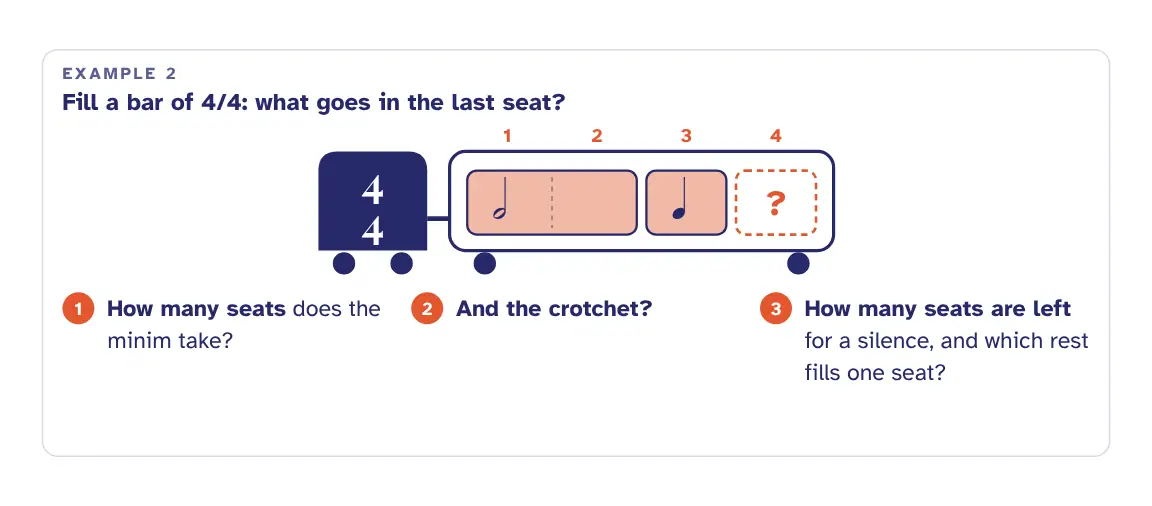 EXAMPLE 2
Fill a bar of 4/4: what goes in the last seat?
1 2 3 4
4
4
?
1 How many seats does the
minim take?
2 And the crotchet?
3 How many seats are left
for a silence, and which rest
fills one seat?